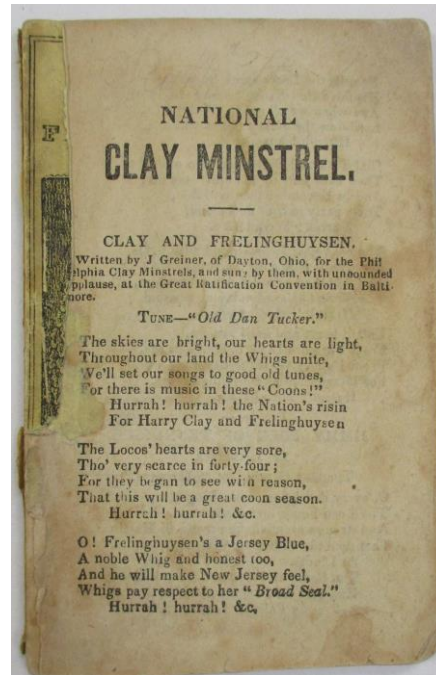 F
NATIONAL
CLAY MINSTREL.
CLAY AND FRELINGHUYSEN.
Written by J Greiner, of Dayton, Ohio, for the Phil
elphia Clay Minstrels, and sung by them, with unbounded
pplause, at the Great Ratification Convention in Balti-
more.
TUNE—"Old Dan Tucker."
The skies are bright, our hearts are light,
Throughout our land the Whigs unite,
We'll set our songs to good old tunes,
For there is music in these "Coons!"
Hurrah! hurrah! the Nation's risin
For Harry Clay and Frelinghuysen
The Locos' hearts are very sore,
Tho' very scarce in forty-four;
For they began to see with reason,
That this will be a great coon season.
Hurrah! hurrah! &c.
O! Frelinghuysen's a Jersey Blue,
A noble Whig and honest too,
And he will make New Jersey feel,
Whigs pay respect to her "Broad Seal."
Hurrah! hurrah! &c,